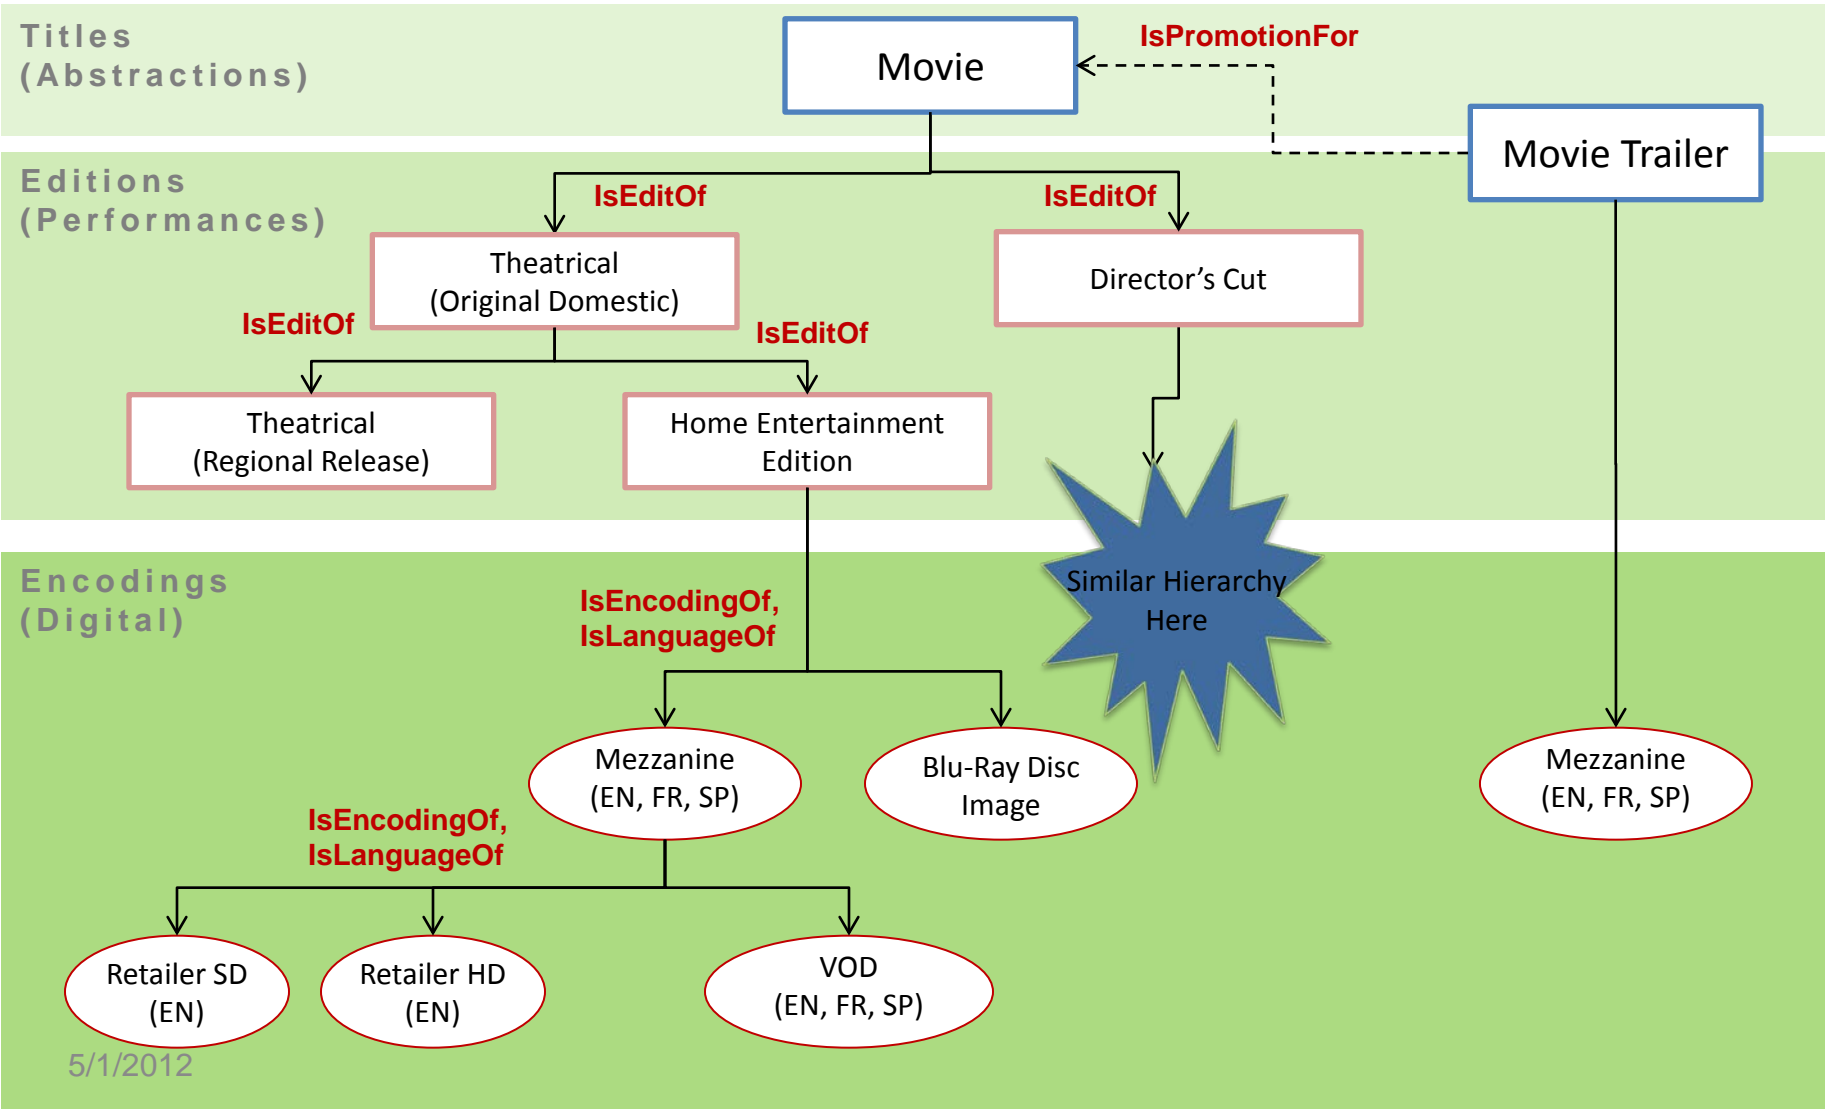 Titles
(Abstractions)
Movie
IsPromotionFor
Movie Trailer
Editions
(Performances)
IsEditOf
IsEditOf
Theatrical
(Original Domestic)
Director’s Cut
IsEditOf
IsEditOf
Theatrical
(Regional Release)
Home Entertainment
Edition
Encodings
(Digital)
IsEncodingOf,
IsLanguageOf
Similar Hierarchy
Here
Mezzanine
(EN, FR, SP)
Blu-Ray Disc
Image
Mezzanine
(EN, FR, SP)
IsEncodingOf,
IsLanguageOf
Retailer SD
(EN)
Retailer HD
(EN)
VOD
(EN, FR, SP)
5/1/2012